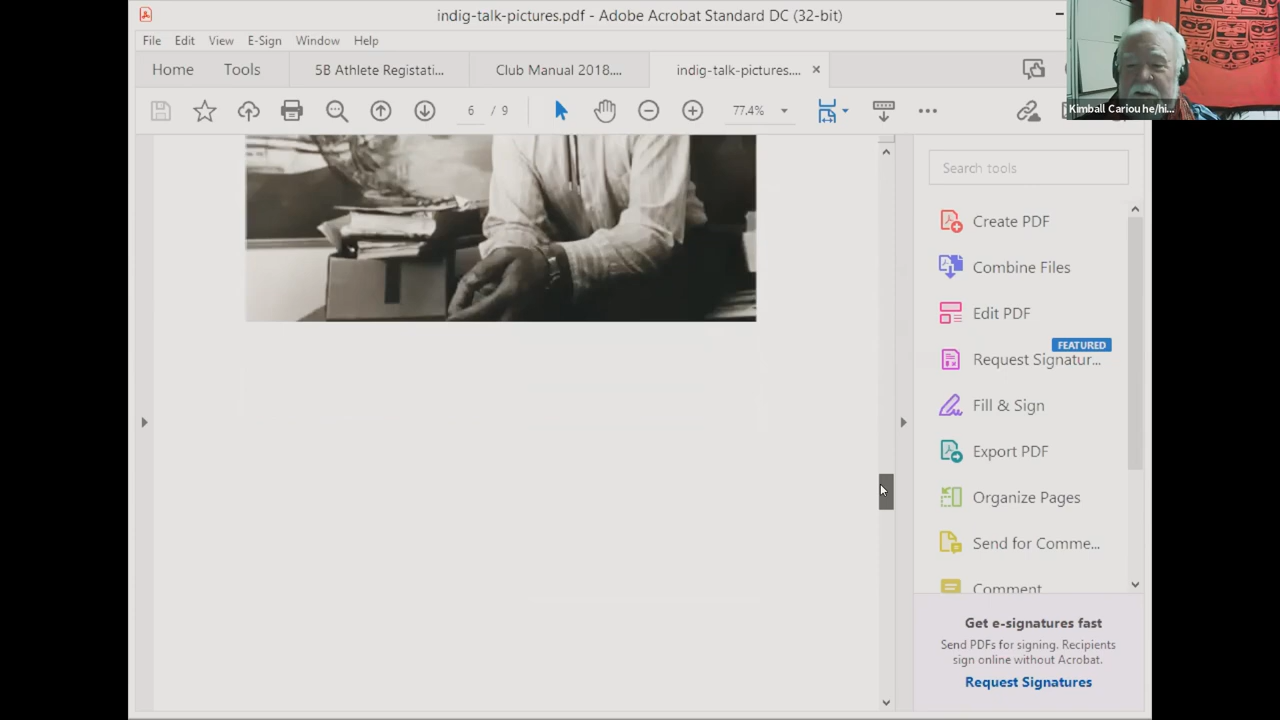 indig-talk-pictures.pdf - Adobe Acrobat Standard DC (32-bit)
File Edit View E-Sign Window Help
Home Tools 5B Athlete Registati... Club Manual 2018.... indig-talk-pictures....
6 / 9 77.4%
Kimball Cariou he/hi...
Search tools
Create PDF
Combine Files
Edit PDF
FEATURED
Request Signatur...
Fill & Sign
Export PDF
Organize Pages
Send for Comme...
Comment
Get e-signatures fast
Send PDFs for signing. Recipients
sign online without Acrobat.
Request Signatures